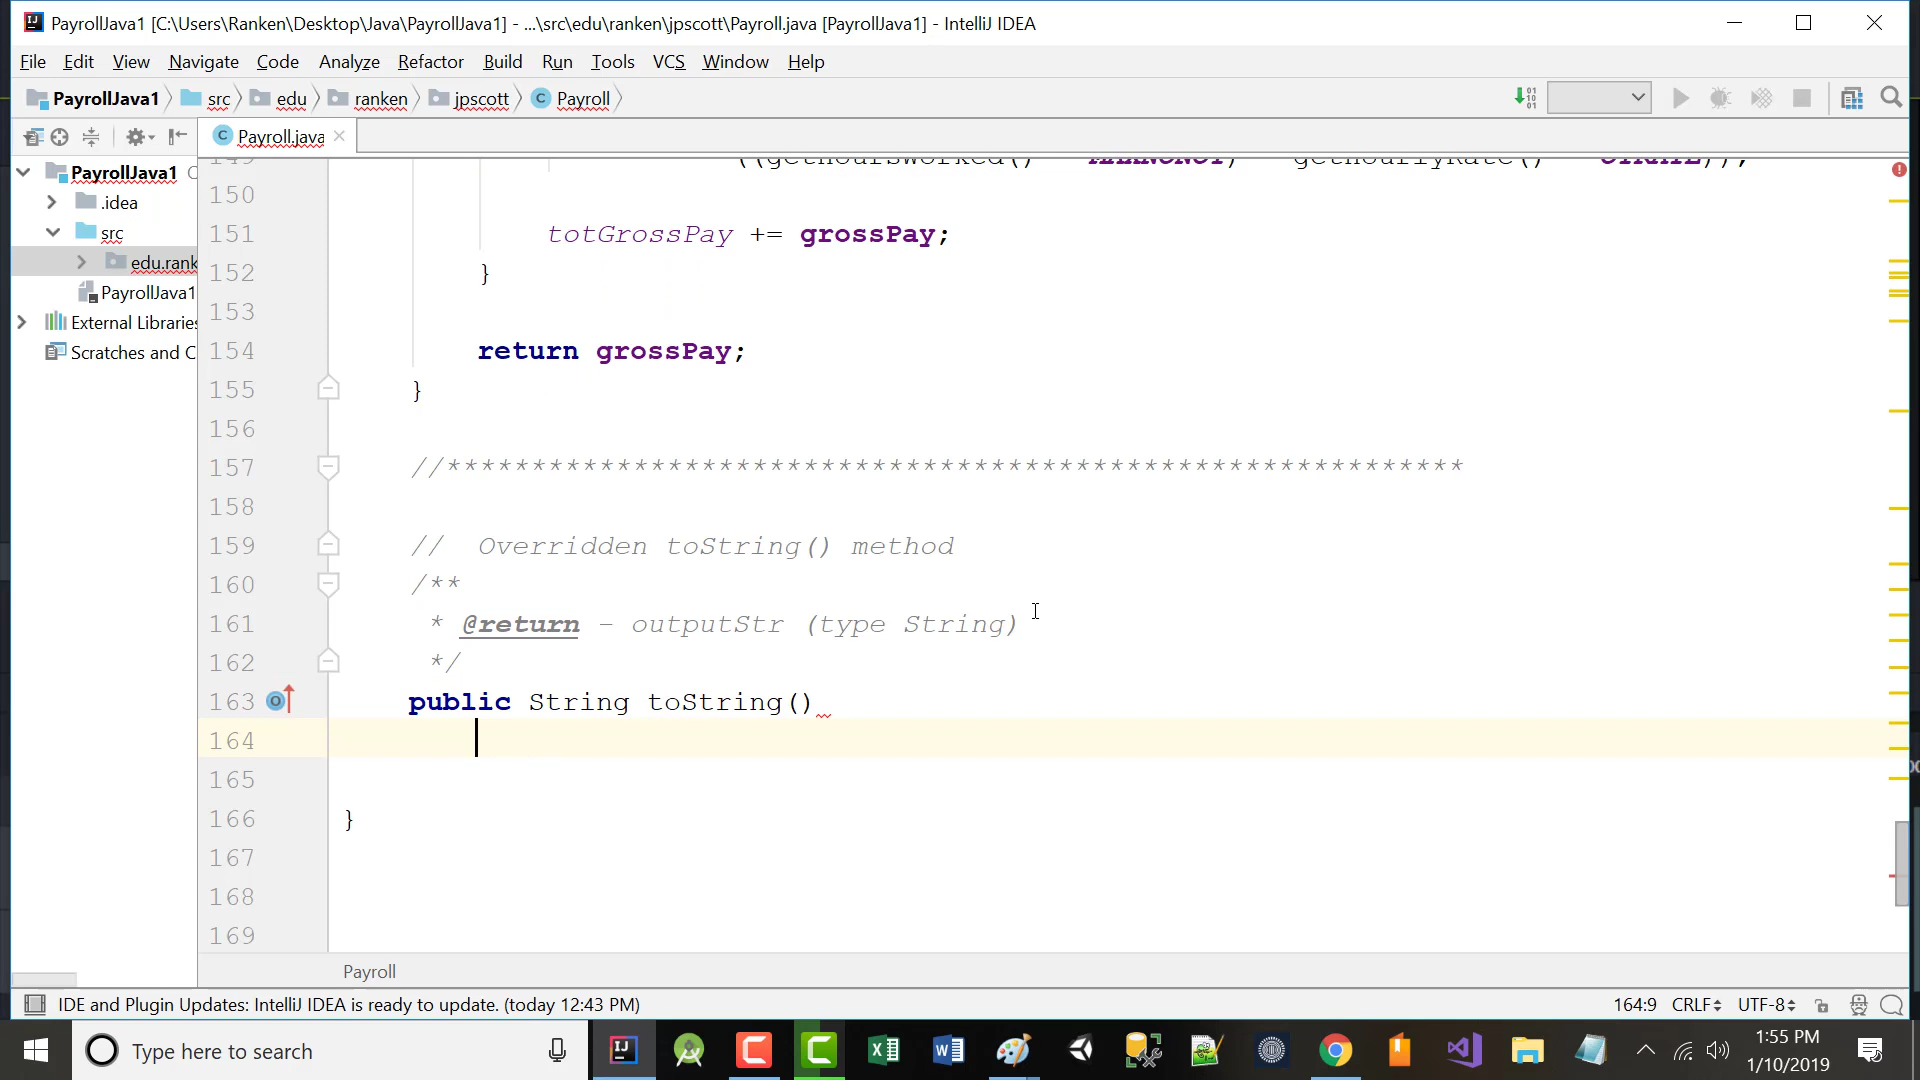 PayrollJava1 [C:\Users\Ranken\Desktop\Java\PayrollJava1] - ...\src\edu\ranken\jpscott\Payroll.java [PayrollJava1] - IntelliJ IDEA
File Edit View Navigate Code Analyze Refactor Build Run Tools VCS Window Help
PayrollJava1 src edu ranken jpscott Payroll
Payroll.java
PayrollJava1
.idea
src
edu.rank
PayrollJava1
External Libraries
Scratches and C
150
151 totGrossPay += grossPay;
152 }
153
154 return grossPay;
155 }
156
157 //************************************************************
158
159 // Overridden toString() method
160 /**
161 * @return - outputStr (type String)
162 */
163 public String toString()
164
165
166 }
167
168
169
Payroll
IDE and Plugin Updates: IntelliJ IDEA is ready to update. (today 12:43 PM)
164:9 CRLF UTF-8
Type here to search
1:55 PM
1/10/2019